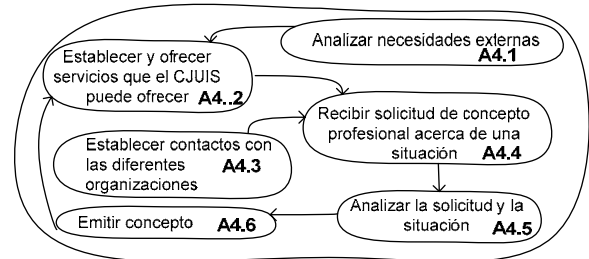 Analizar necesidades externas
A4.1
Establecer y ofrecer
servicios que el CJUIS
puede ofrecer A4..2
Recibir solicitud de concepto
profesional acerca de una
situación A4.4
Establecer contactos con
las diferentes A4.3
organizaciones
Analizar la solicitud y la
situación A4.5
Emitir concepto A4.6